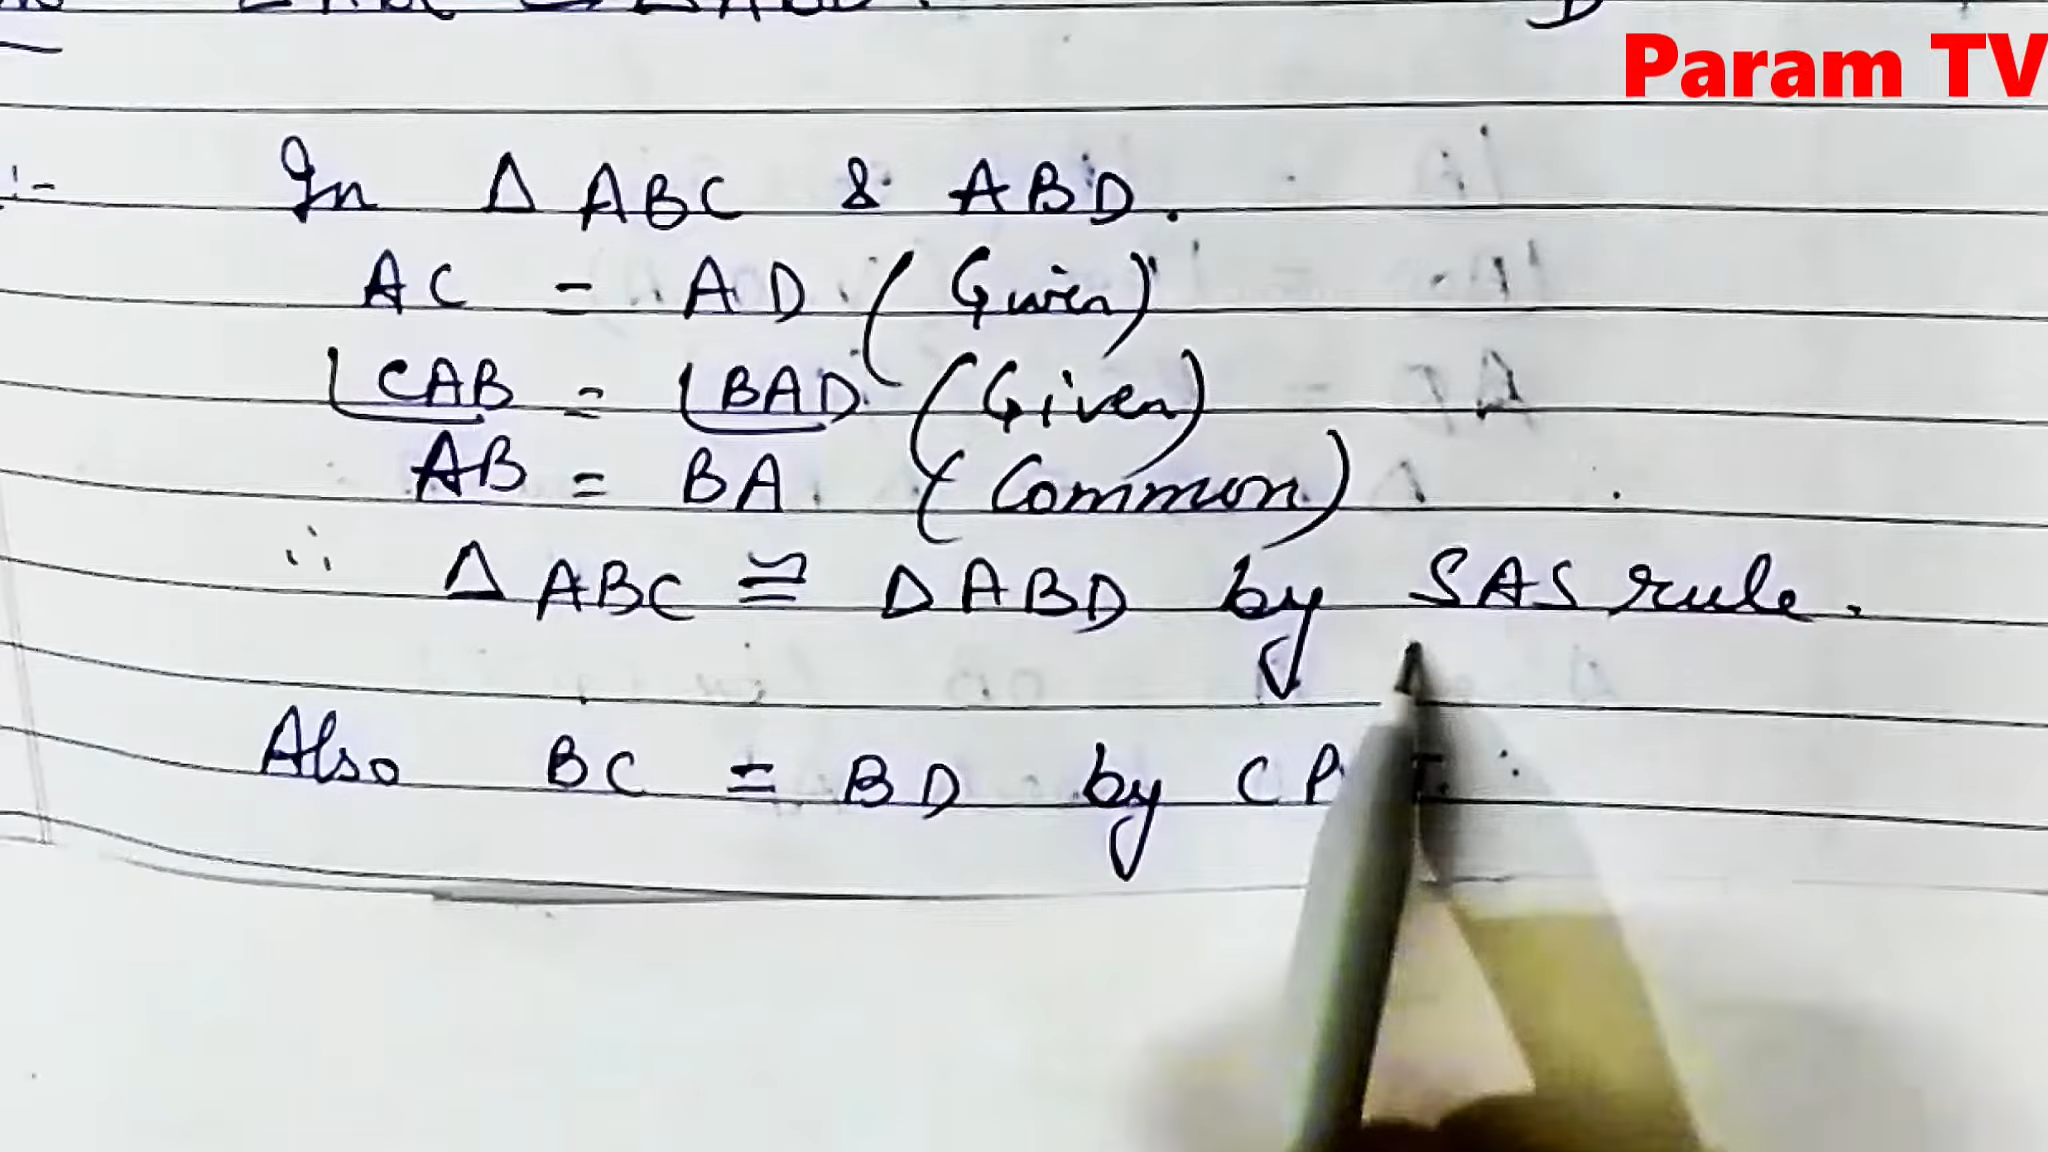 Param TV
In Δ ABC & ABD.
AC = AD (Given)
∠CAB = ∠BAD (Given)
AB = BA (Common)
∴ Δ ABC ≅ Δ ABD by SAS rule.
Also BC = BD by